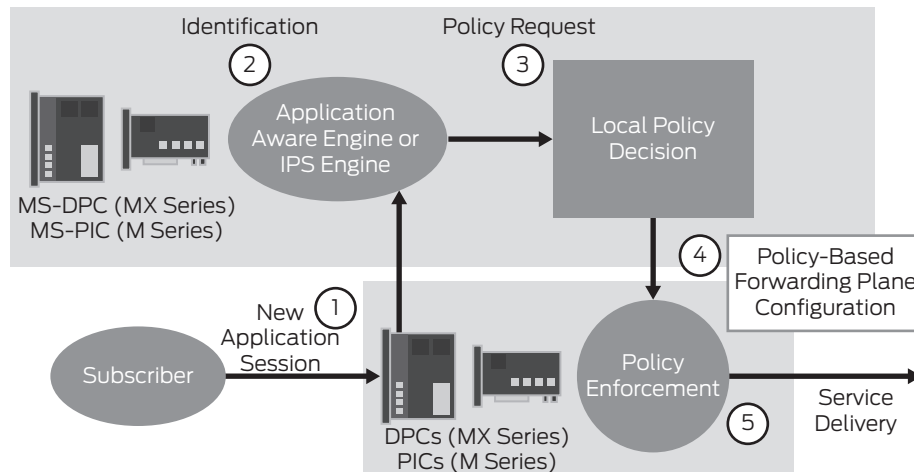 Identification
2
Policy Request
3
Application
Aware Engine or
IPS Engine
Local Policy
Decision
MS-DPC (MX Series)
MS-PIC (M Series)
4
Policy-Based
Forwarding Plane
Configuration
1
New
Application
Session
Subscriber
Policy
Enforcement
DPCs (MX Series)
PICs (M Series)
5
Service
Delivery